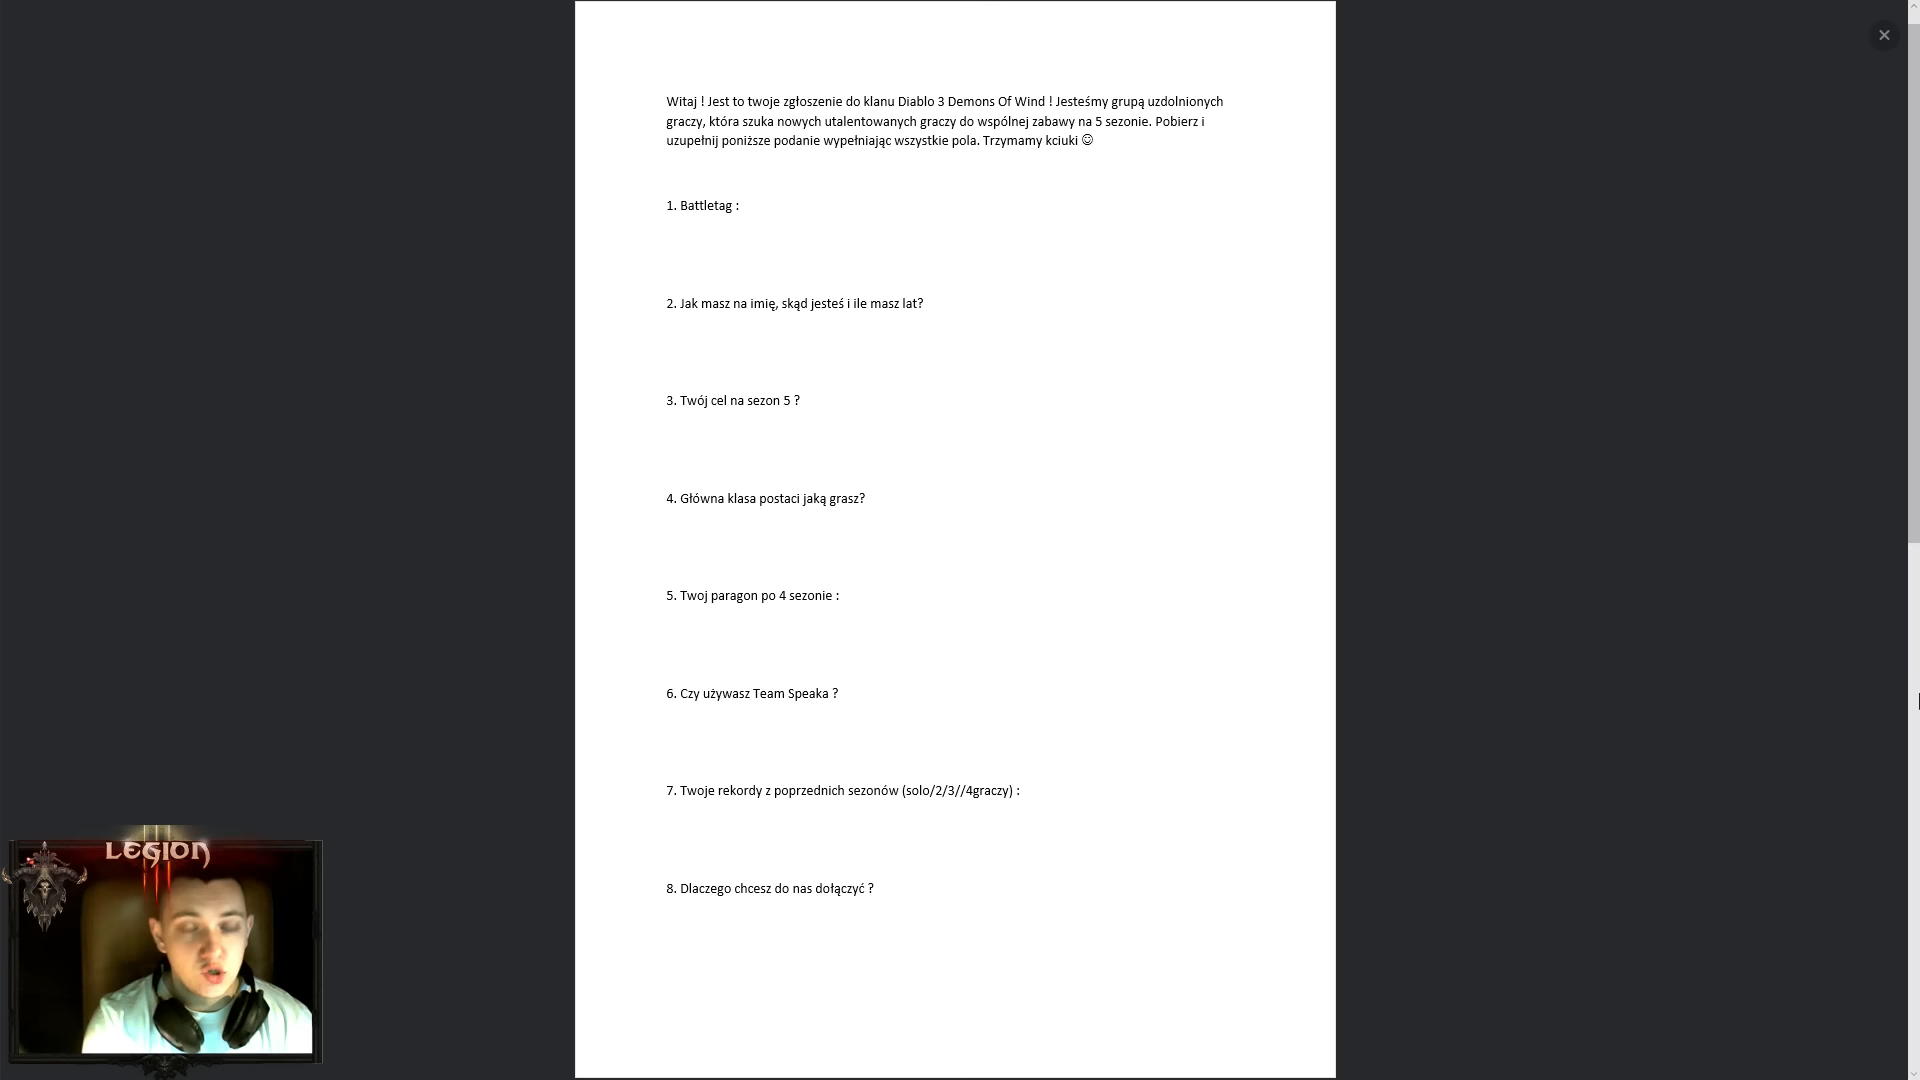 Witaj ! Jest to twoje zgłoszenie do klanu Diablo 3 Demons Of Wind ! Jesteśmy grupą uzdolnionych
graczy, która szuka nowych utalentowanych graczy do wspólnej zabawy na 5 sezonie. Pobierz i
uzupełnij poniższe podanie wypełniając wszystkie pola. Trzymamy kciuki ☺
1. Battletag :
2. Jak masz na imię, skąd jesteś i ile masz lat?
3. Twój cel na sezon 5 ?
4. Główna klasa postaci jaką grasz?
5. Twoj paragon po 4 sezonie :
6. Czy używasz Team Speaka ?
7. Twoje rekordy z poprzednich sezonów (solo/2/3//4graczy) :
8. Dlaczego chcesz do nas dołączyć ?
LEGION